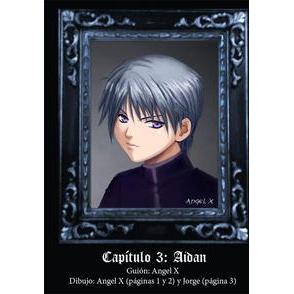 ANGEL X
Capítulo 3: Aidan
Guión: Angel X
Dibujo: Angel X (páginas 1 y 2) y Jorge (página 3)